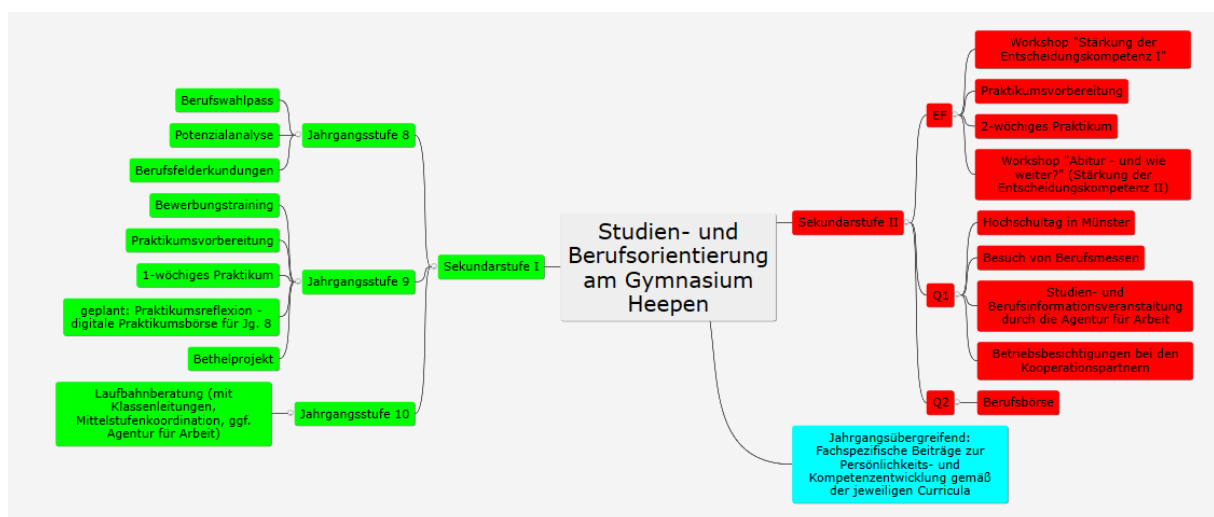 Studien- und
Berufsorientierung
am Gymnasium
Heepen
Sekundarstufe I
Jahrgangsstufe 8
Berufswahlpass
Potenzialanalyse
Berufsfelderkundungen
Jahrgangsstufe 9
Bewerbungstraining
Praktikumsvorbereitung
1-wöchiges Praktikum
geplant: Praktikumsreflexion -
digitale Praktikumsbörse für Jg. 8
Bethelprojekt
Jahrgangsstufe 10
Laufbahnberatung (mit
Klassenleitungen,
Mittelstufenkoordination, ggf.
Agentur für Arbeit)
Sekundarstufe II
EF
Workshop "Stärkung der
Entscheidungskompetenz I"
Praktikumsvorbereitung
2-wöchiges Praktikum
Workshop "Abitur - und wie
weiter?" (Stärkung der
Entscheidungskompetenz II)
Q1
Hochschultag in Münster
Besuch von Berufsmessen
Studien- und
Berufsinformationsveranstaltung
durch die Agentur für Arbeit
Betriebsbesichtigungen bei den
Kooperationspartnern
Q2
Berufsbörse
Jahrgangsübergreifend:
Fachspezifische Beiträge zur
Persönlichkeits- und
Kompetenzentwicklung gemäß
der jeweiligen Curricula